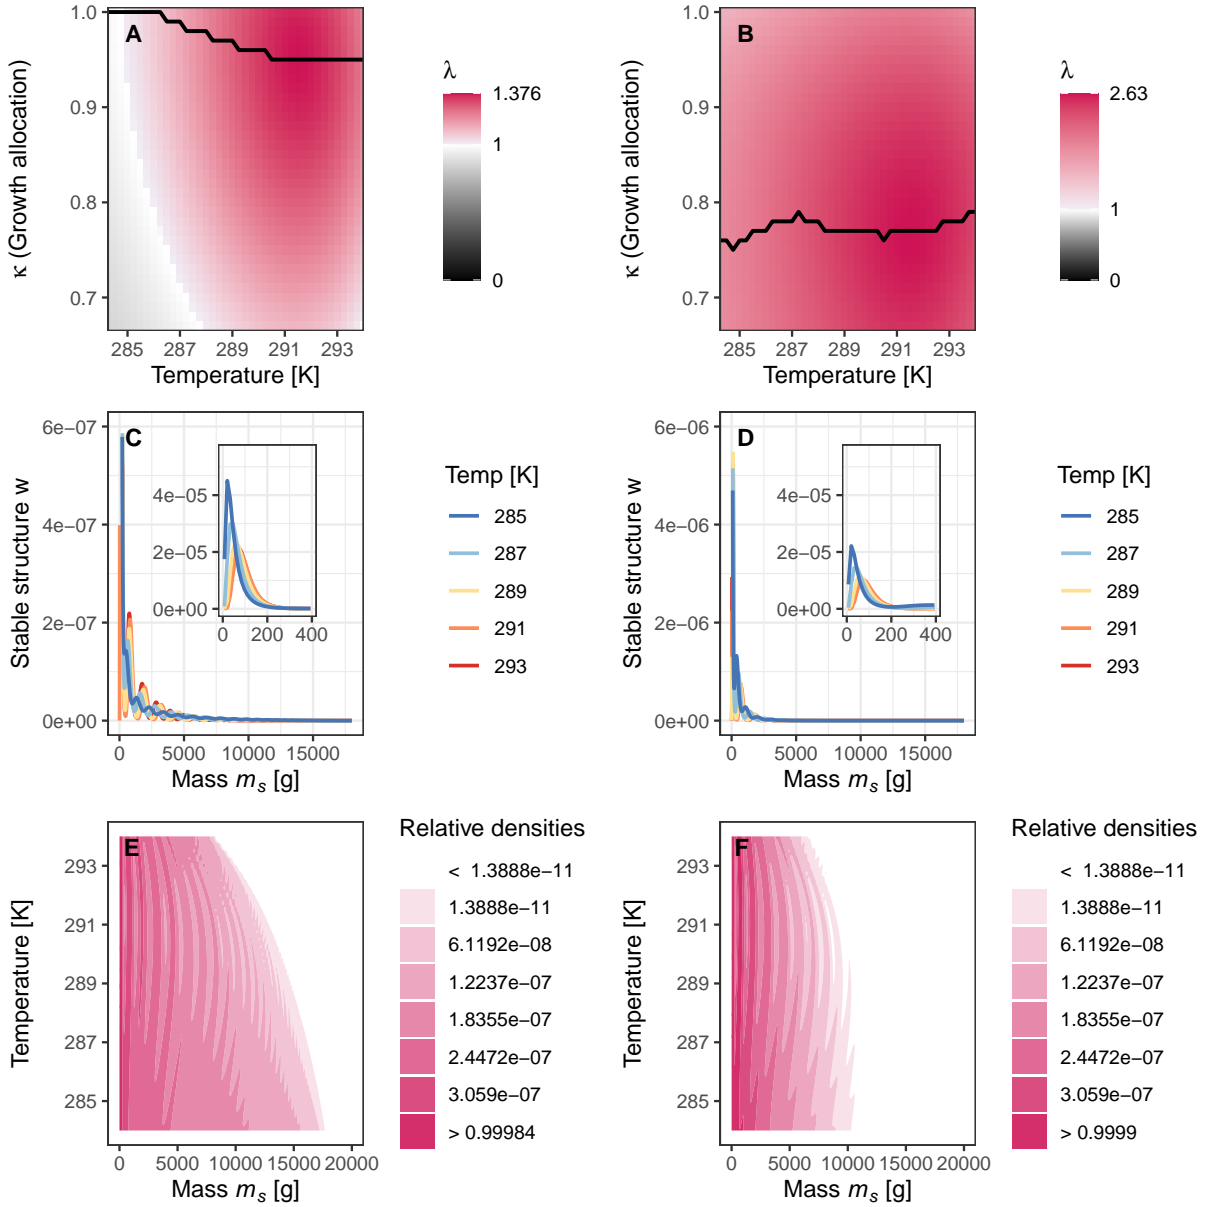 A
1.0
0.9
0.8
0.7
κ (Growth allocation)
285 287 289 291 293
Temperature [K]
λ
1.376
1
0
B
1.0
0.9
0.8
0.7
κ (Growth allocation)
285 287 289 291 293
Temperature [K]
λ
2.63
1
0
C
6e−07
4e−07
2e−07
0e+00
Stable structure w
4e−05
2e−05
0e+00
0 200 400
0 5000 10000 15000
Mass ms [g]
Temp [K]
285
287
289
291
293
D
6e−06
4e−06
2e−06
0e+00
Stable structure w
4e−05
2e−05
0e+00
0 200 400
0 5000 10000 15000
Mass ms [g]
Temp [K]
285
287
289
291
293
E
293
291
289
287
285
Temperature [K]
0 5000 10000 15000 20000
Mass ms [g]
Relative densities
< 1.3888e−11
1.3888e−11
6.1192e−08
1.2237e−07
1.8355e−07
2.4472e−07
3.059e−07
> 0.99984
F
293
291
289
287
285
Temperature [K]
0 5000 10000 15000 20000
Mass ms [g]
Relative densities
< 1.3888e−11
1.3888e−11
6.1192e−08
1.2237e−07
1.8355e−07
2.4472e−07
3.059e−07
> 0.9999